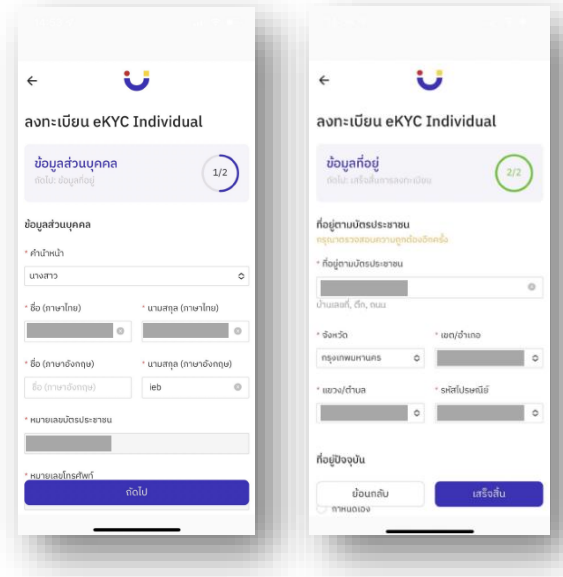 ลงทะเบียน eKYC Individual
ข้อมูลส่วนบุคคล
ถัดไป: ข้อมูลที่อยู่
1/2
ข้อมูลส่วนบุคคล
* คำนำหน้า
นางสาว
* ชื่อ (ภาษาไทย)
* นามสกุล (ภาษาไทย)
* ชื่อ (ภาษาอังกฤษ)
* นามสกุล (ภาษาอังกฤษ)
ชื่อ (ภาษาอังกฤษ)
ieb
* หมายเลขบัตรประชาชน
* หมายเลขโทรศัพท์
ถัดไป
ลงทะเบียน eKYC Individual
ข้อมูลที่อยู่
ถัดไป: เสร็จสิ้นการลงทะเบียน
2/2
ที่อยู่ตามบัตรประชาชน
กรุณาตรวจสอบความถูกต้องอีกครั้ง
* ที่อยู่ตามบัตรประชาชน
บ้านเลขที่, ตึก, ถนน
* จังหวัด
* เขต/อำเภอ
กรุงเทพมหานคร
* แขวง/ตำบล
* รหัสไปรษณีย์
ที่อยู่ปัจจุบัน
ย้อนกลับ
เสร็จสิ้น
กำหนดเอง